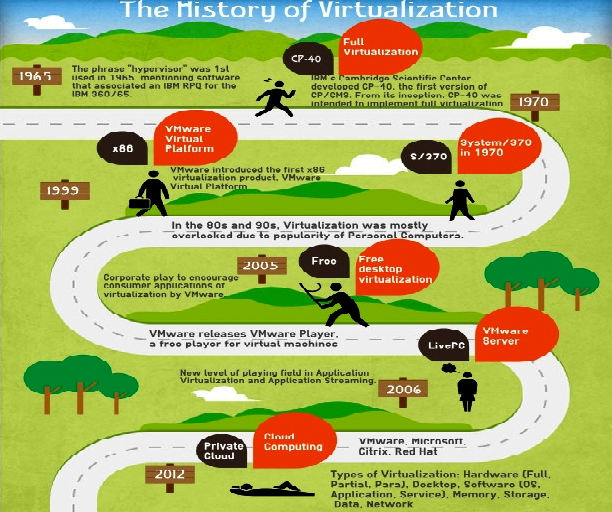 The History of Virtualization
CP-40
Full
Virtualization
1965
The phrase "hypervisor" was 1st
used in 1965, mentioning software
that associated an IBM RPQ for the
IBM 360/65.
IBM's Cambridge Scientific Center
developed CP-40, the first version of
CP/CMS. From its inception, CP-40 was
intended to implement full virtualization
1970
x86
VMware
Virtual
Platform
S/370
System/370
in 1970
VMware introduced the first x86
virtualization product, VMware
Virtual Platform
1999
In the 80s and 90s, Virtualization was mostly
overlooked due to popularity of Personal Computers.
2005
Free
Free
desktop
virtualization
Corporate play to encourage
consumer applications of
virtualization by VMware
VMware releases VMware Player,
a free player for virtual machines
LivePC
VMware
Server
New level of playing field in Application
Virtualization and Application Streaming.
2006
Private
Cloud
Cloud
Computing
VMware, Microsoft,
Citrix, Red Hat
2012
Types of Virtualization: Hardware (Full,
Partial, Para), Desktop, Software (OS,
Application, Service), Memory, Storage,
Data, Network